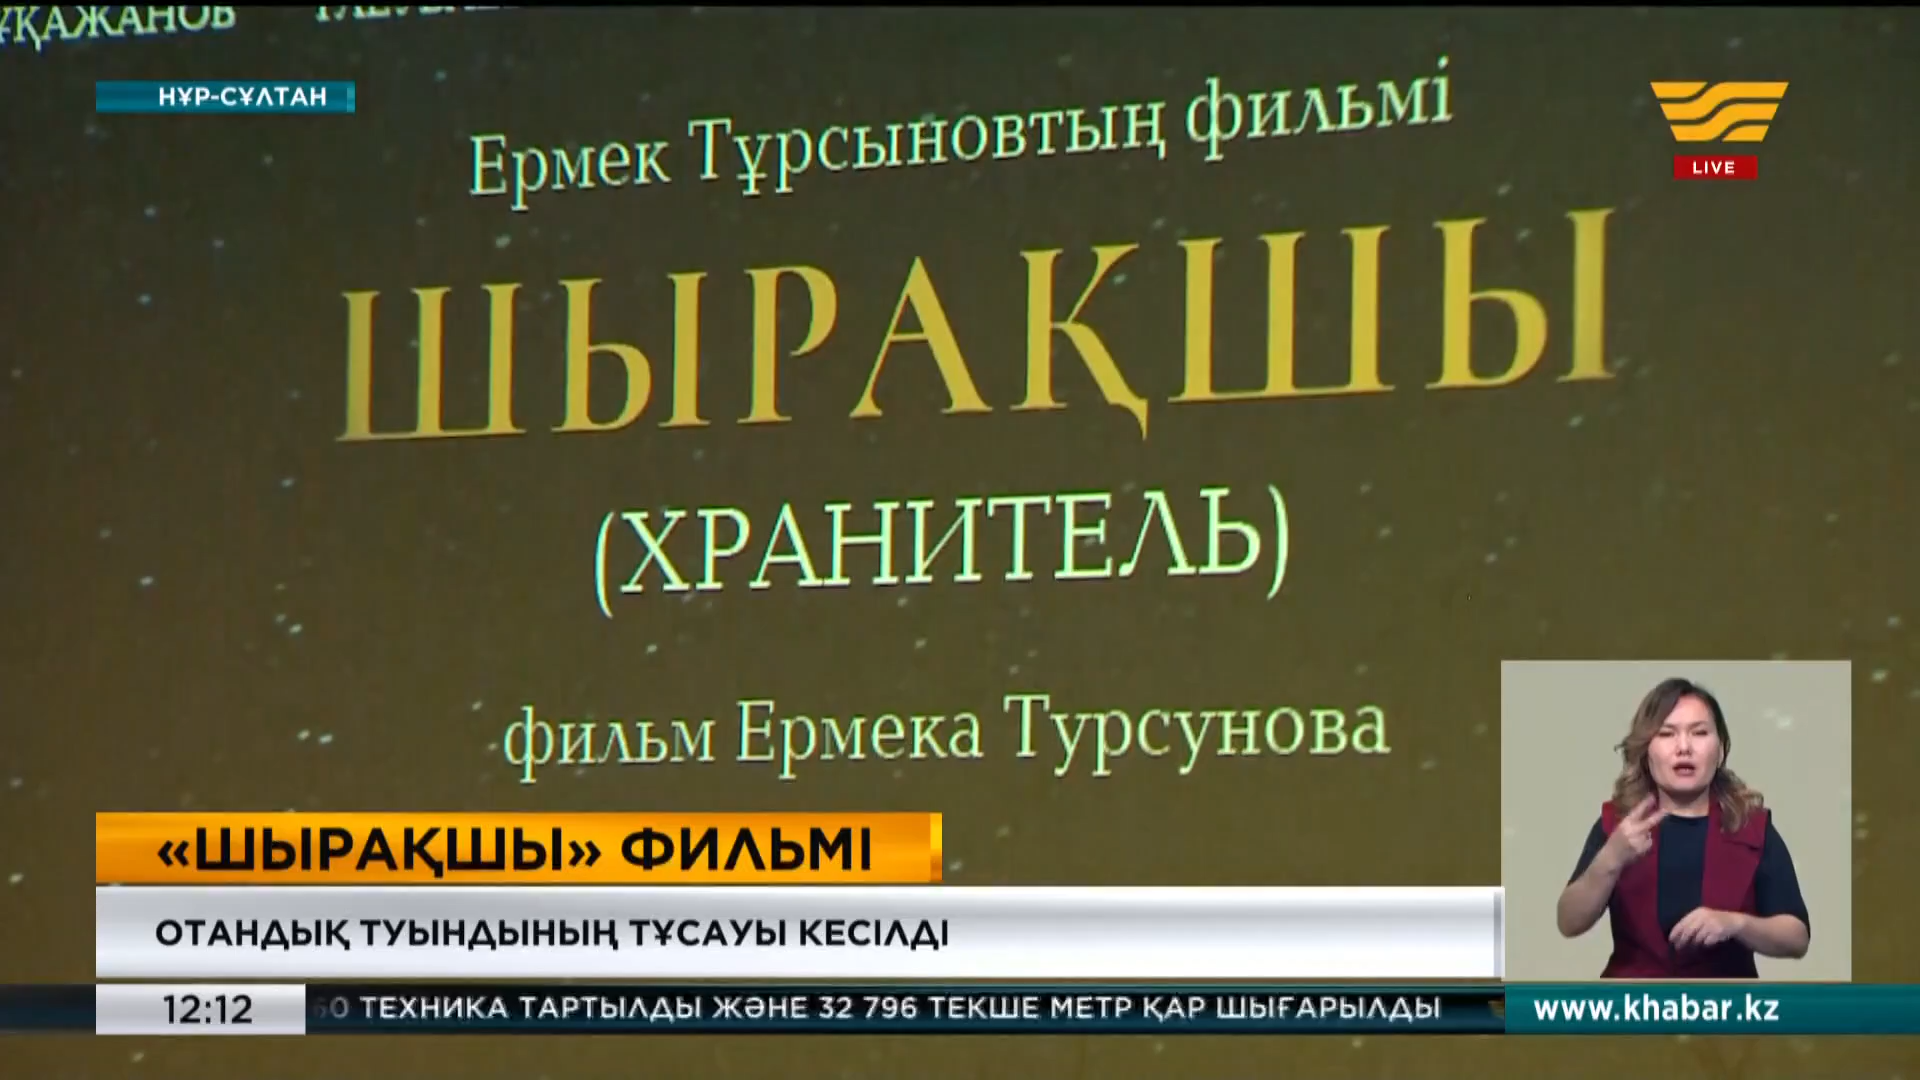 НҰР-СҰЛТАН
LIVE
Ермек Тұрсыновтың фильмі
ШЫРАҚШЫ
(ХРАНИТЕЛЬ)
фильм Ермека Турсунова
«ШЫРАҚШЫ» ФИЛЬМІ
ОТАНДЫҚ ТУЫНДЫНЫҢ ТҰСАУЫ КЕСІЛДІ
12:12
60 ТЕХНИКА ТАРТЫЛДЫ ЖӘНЕ 32 796 ТЕКШЕ МЕТР ҚАР ШЫҒАРЫЛДЫ
www.khabar.kz